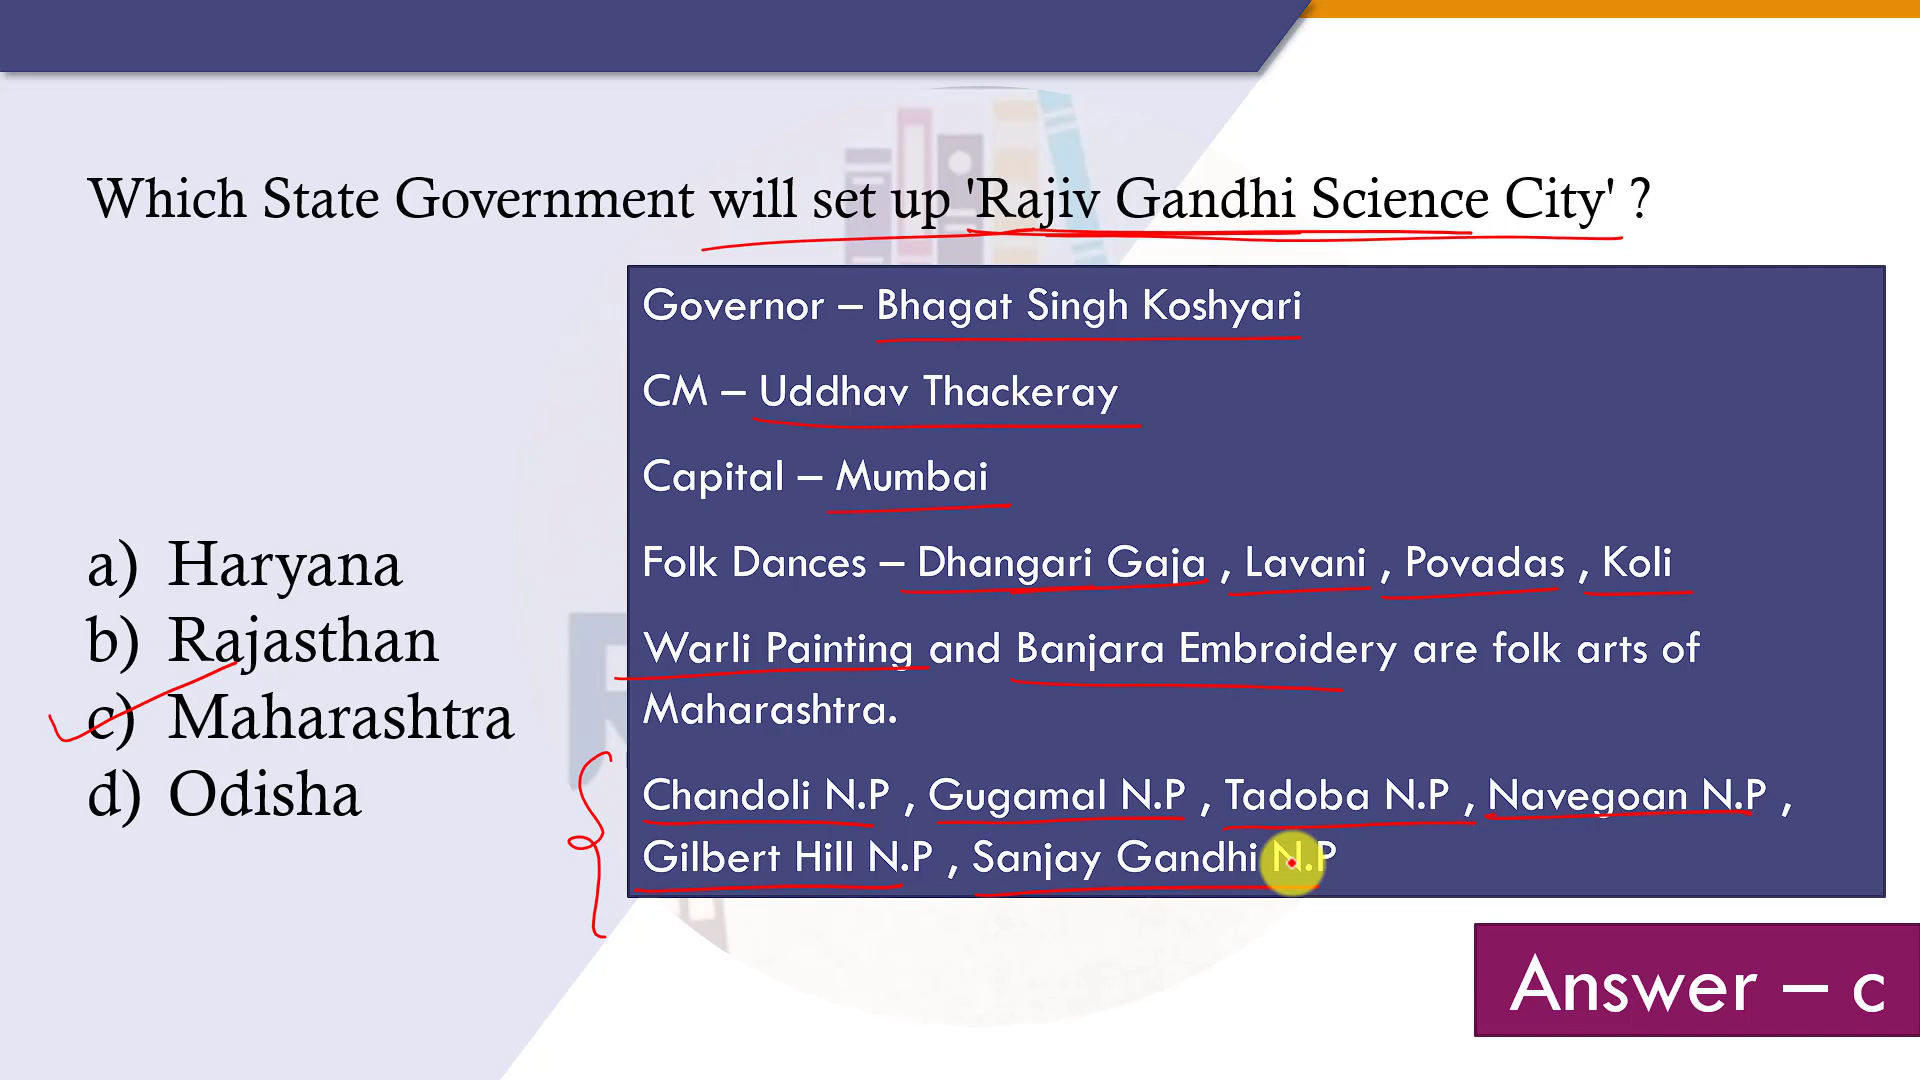 Which State Government will set up 'Rajiv Gandhi Science City' ?
Governor – Bhagat Singh Koshyari
CM – Uddhav Thackeray
Capital – Mumbai
Folk Dances – Dhangari Gaja , Lavani , Povadas , Koli
Warli Painting and Banjara Embroidery are folk arts of
Maharashtra.
Chandoli N.P , Gugamal N.P , Tadoba N.P , Navegoan N.P ,
Gilbert Hill N.P , Sanjay Gandhi N.P
a) Haryana
b) Rajasthan
c) Maharashtra
d) Odisha
Answer – c